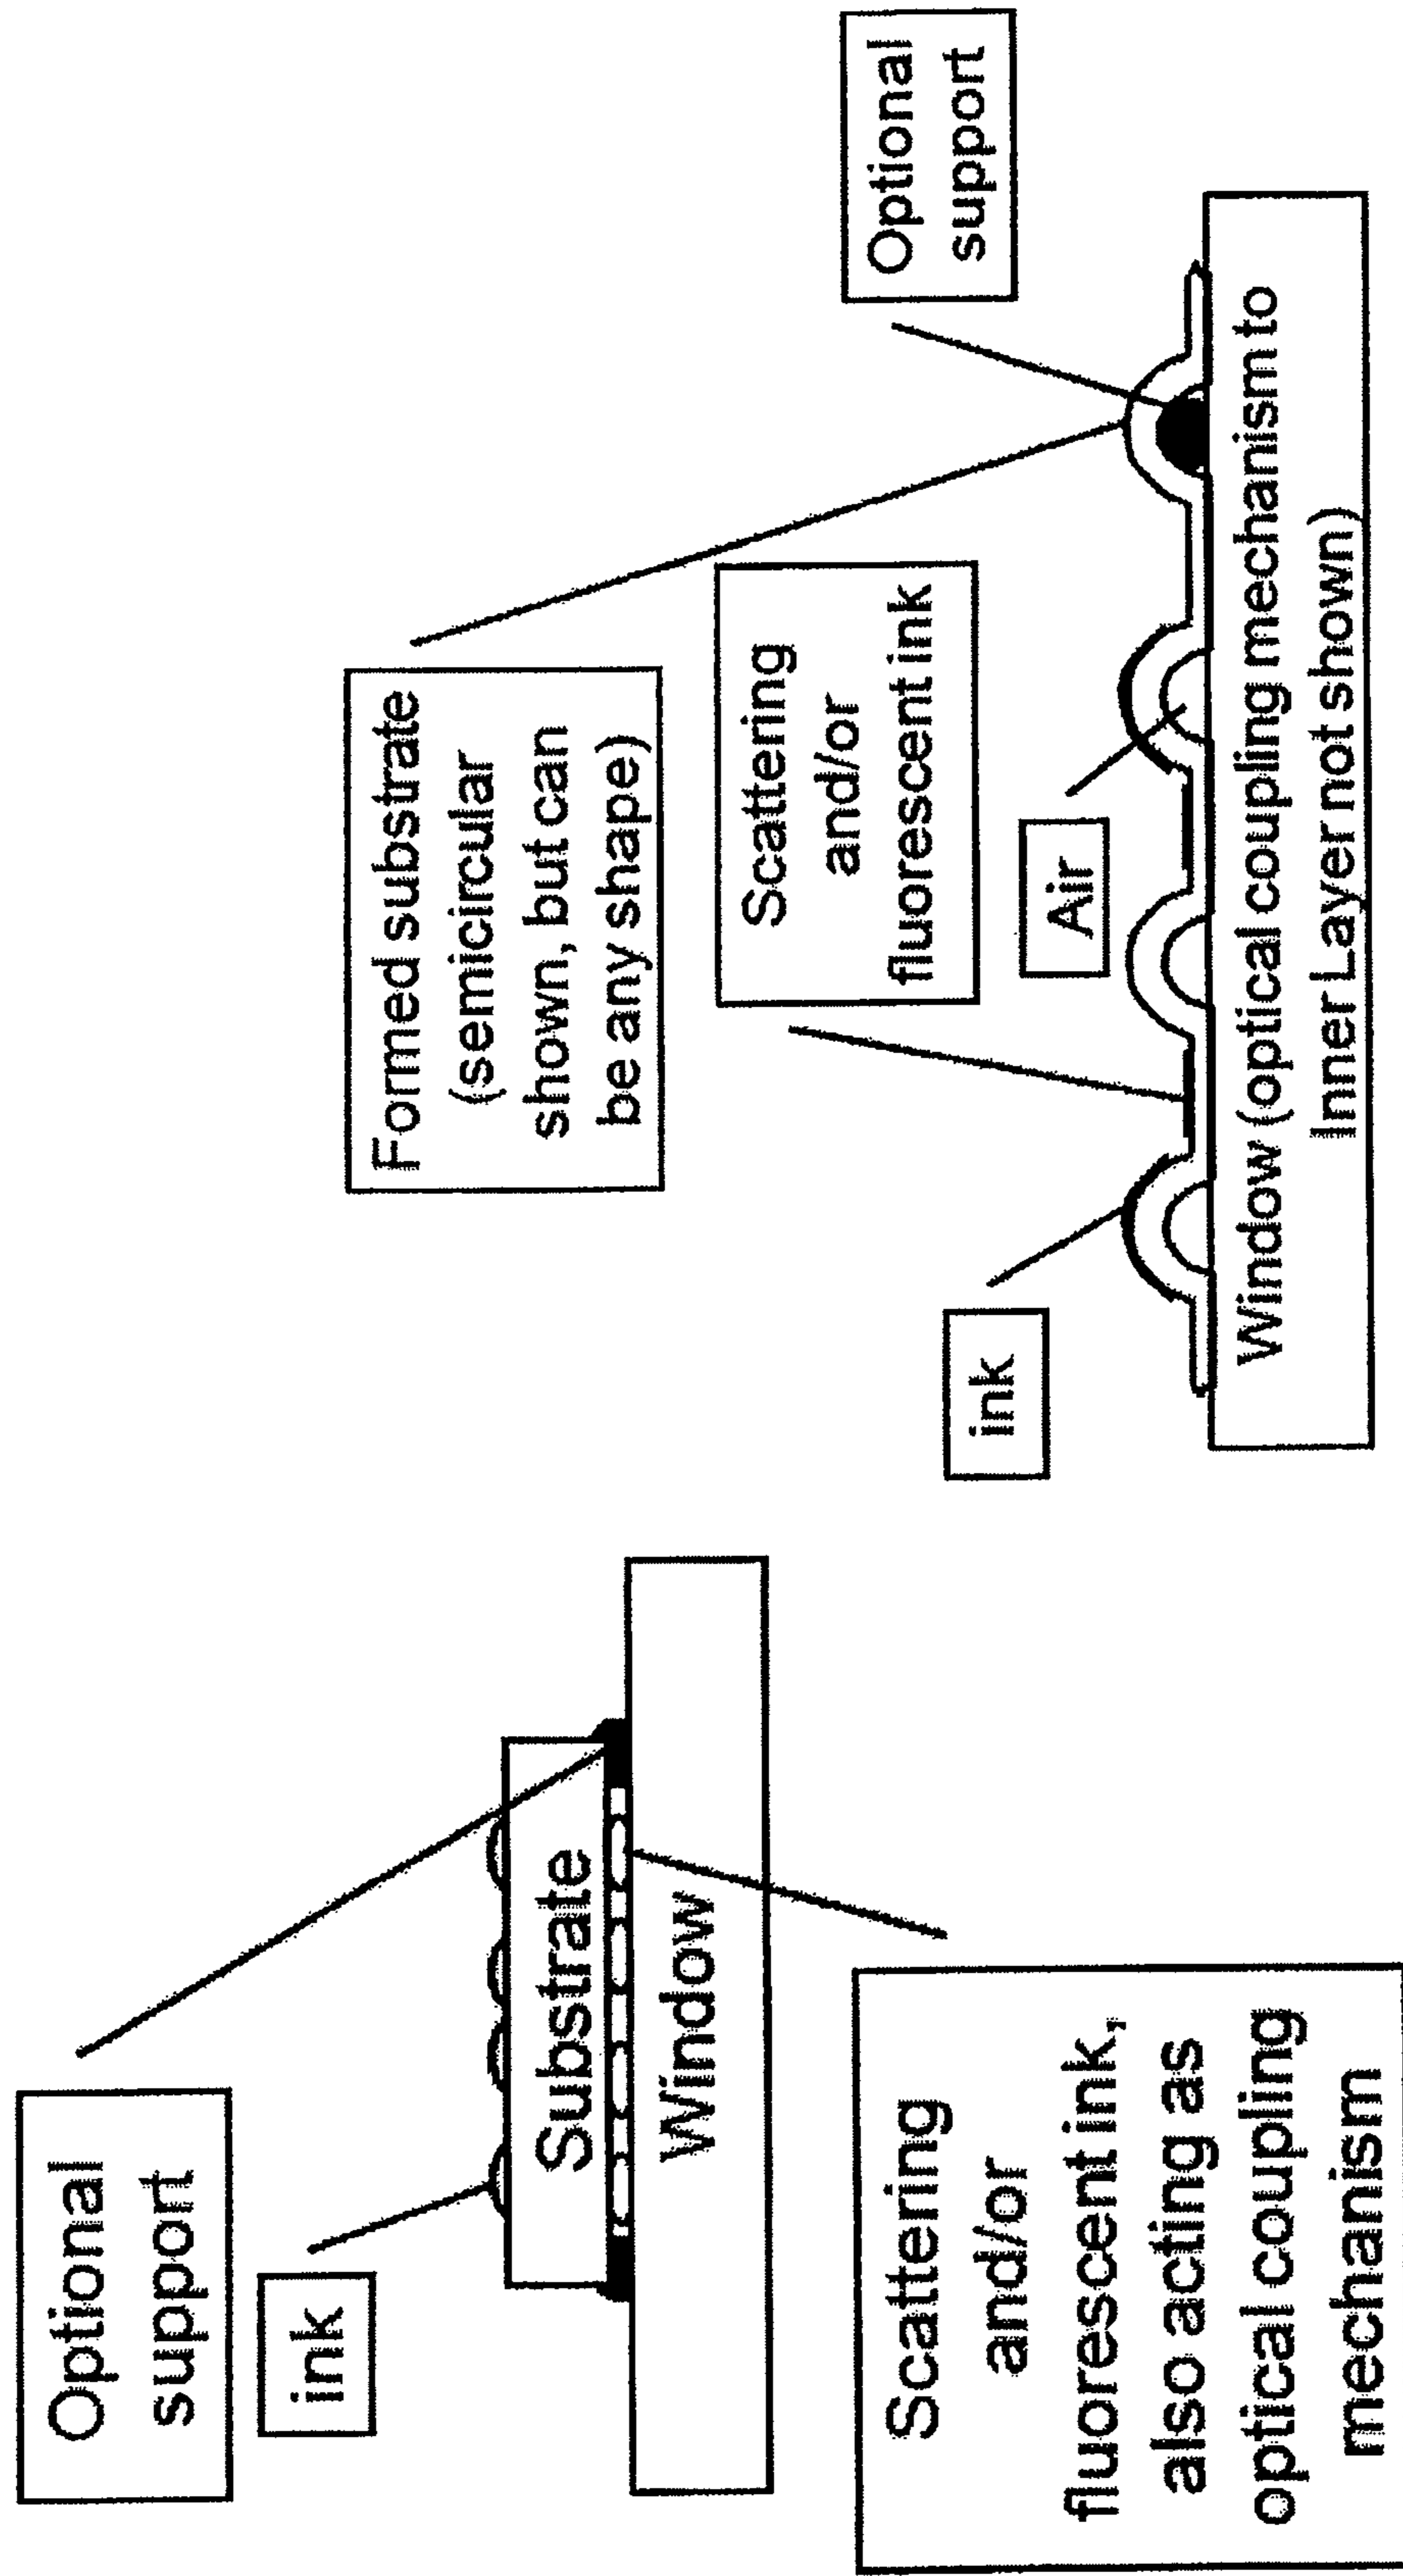 Optional
support
ink
Substrate
Window
Scattering
and/or
fluorescent ink,
also acting as
optical coupling
mechanism
Formed substrate
(semicircular
shown, but can
be any shape)
Scattering
and/or
fluorescent ink
Air
ink
Optional
support
Window (optical coupling mechanism to
Inner Layer not shown)